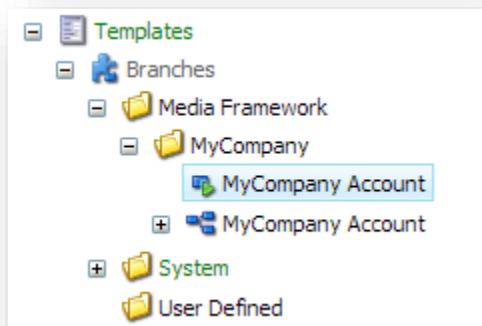 Templates
Branches
Media Framework
MyCompany
MyCompany Account
MyCompany Account
System
User Defined